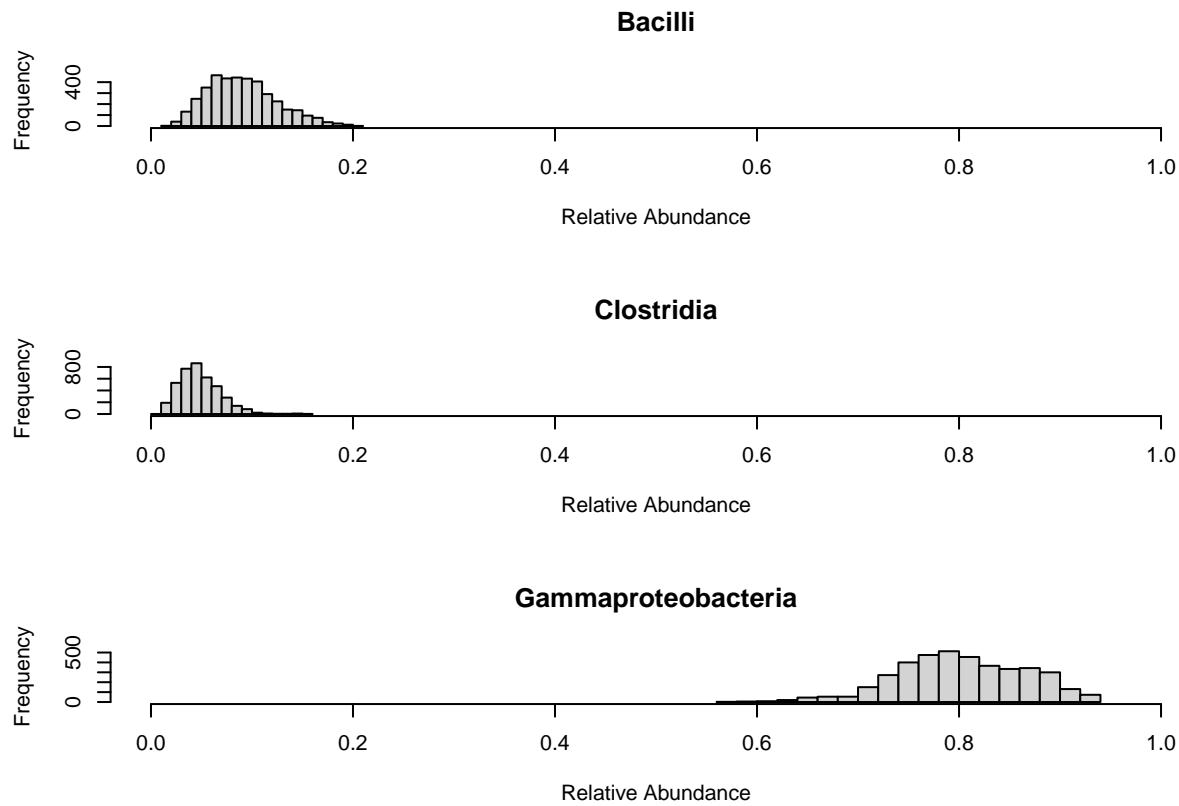 Bacilli
Frequency
0 400
0.0 0.2 0.4 0.6 0.8 1.0
Relative Abundance
Clostridia
Frequency
0 800
0.0 0.2 0.4 0.6 0.8 1.0
Relative Abundance
Gammaproteobacteria
Frequency
0 500
0.0 0.2 0.4 0.6 0.8 1.0
Relative Abundance